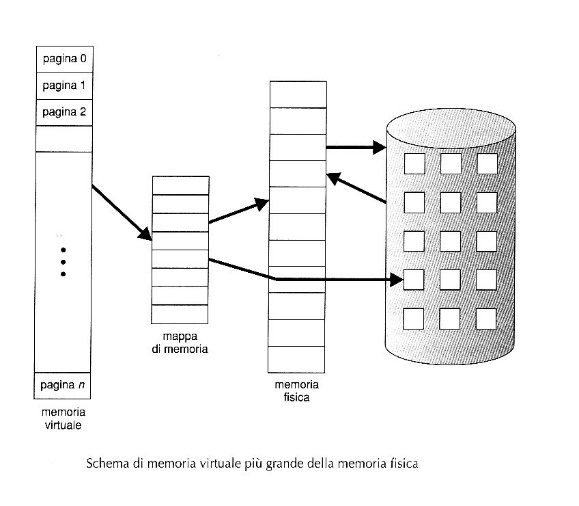 pagina 0
pagina 1
pagina 2
pagina n
memoria
virtuale
mappa
di memoria
memoria
fisica
Schema di memoria virtuale più grande della memoria fisica